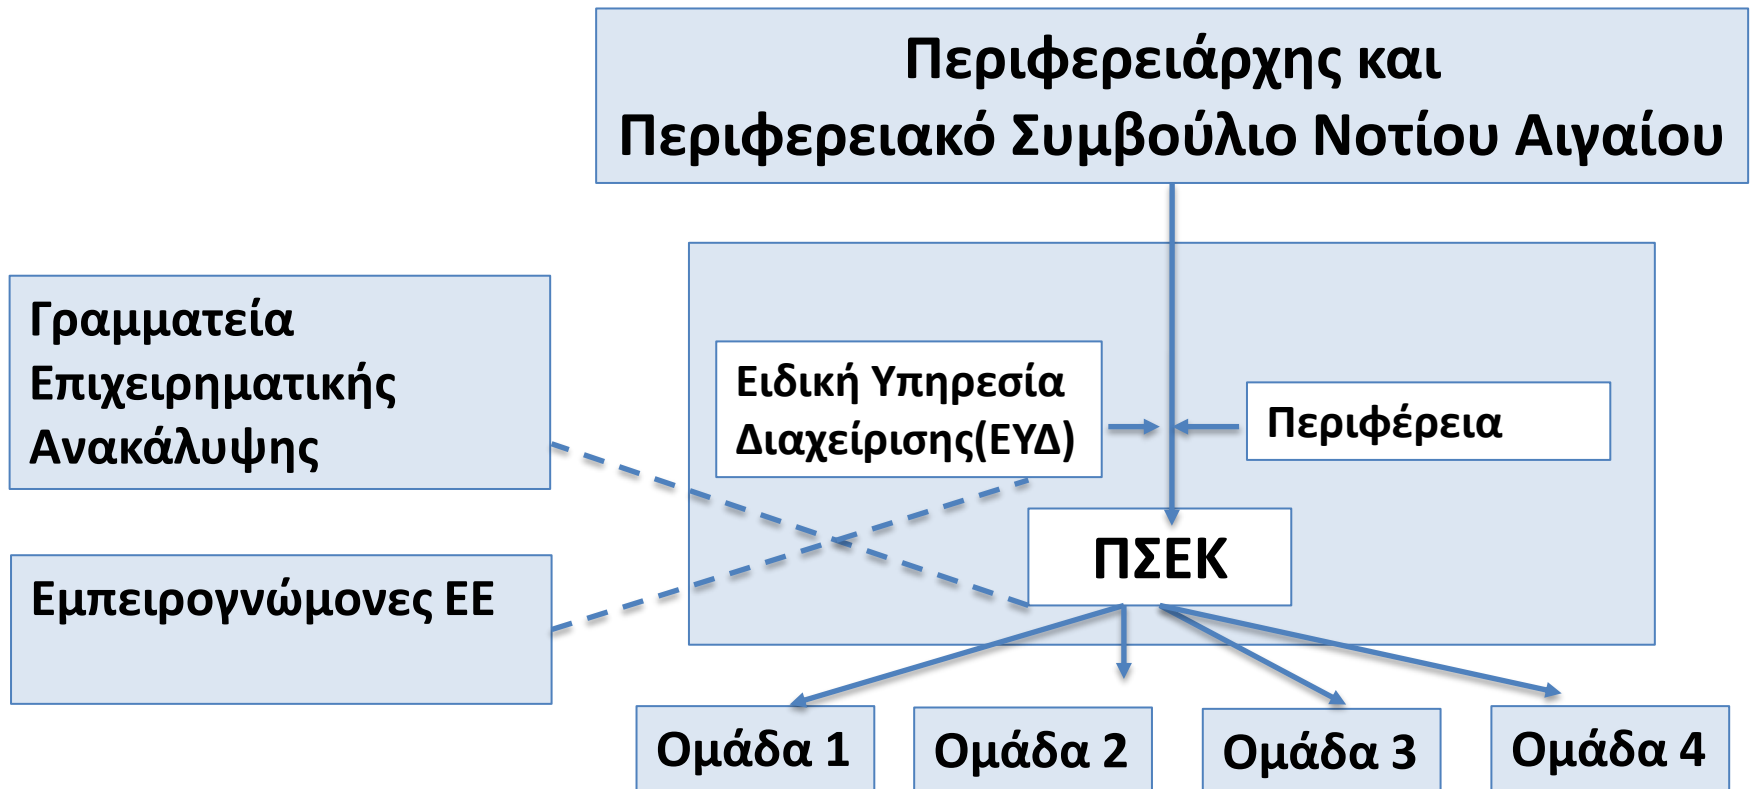 Περιφερειάρχης και
Περιφερειακό Συμβούλιο Νοτίου Αιγαίου
Γραμματεία
Επιχειρηματικής
Ανακάλυψης
Ειδική Υπηρεσία
Διαχείρισης(ΕΥΔ)
Περιφέρεια
ΠΣΕΚ
Εμπειρογνώμονες ΕΕ
Ομάδα 1
Ομάδα 2
Ομάδα 3
Ομάδα 4